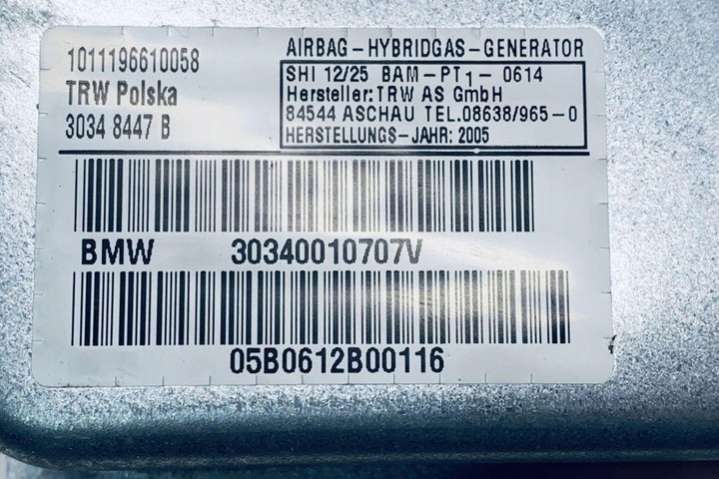 1011196610058
TRW Polska
3034 8447 B
AIRBAG-HYBRIDGAS-GENERATOR
SHI 12/25 BAM-PT1- 0614
Hersteller: TRW AS GmbH
84544 ASCHAU TEL.08638/965-0
HERSTELLUNGS-JAHR: 2005
BMW 30340010707V
05B0612B00116